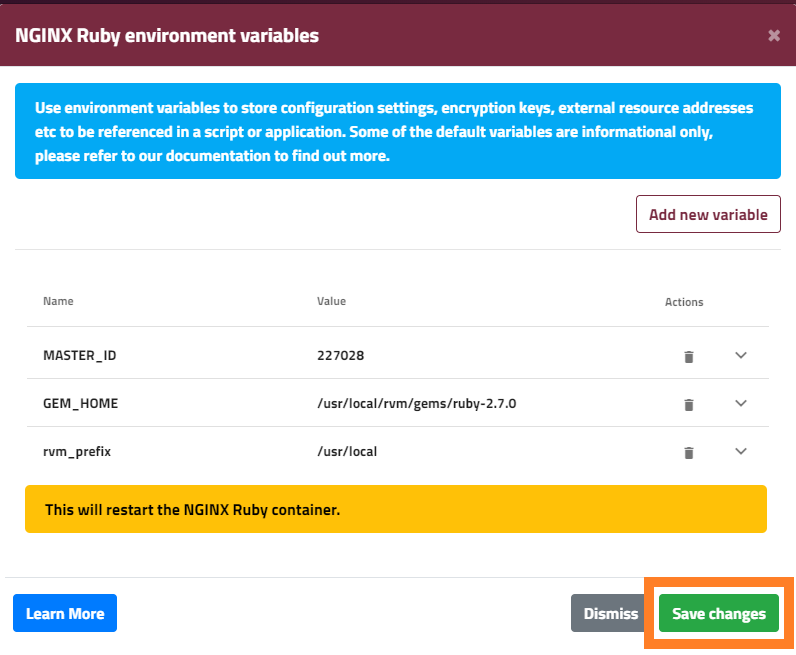 NGINX Ruby environment variables
Use environment variables to store configuration settings, encryption keys, external resource addresses
etc to be referenced in a script or application. Some of the default variables are informational only,
please refer to our documentation to find out more.
Add new variable
Name Value Actions
MASTER_ID 227028
GEM_HOME /usr/local/rvm/gems/ruby-2.7.0
rvm_prefix /usr/local
This will restart the NGINX Ruby container.
Learn More Dismiss Save changes